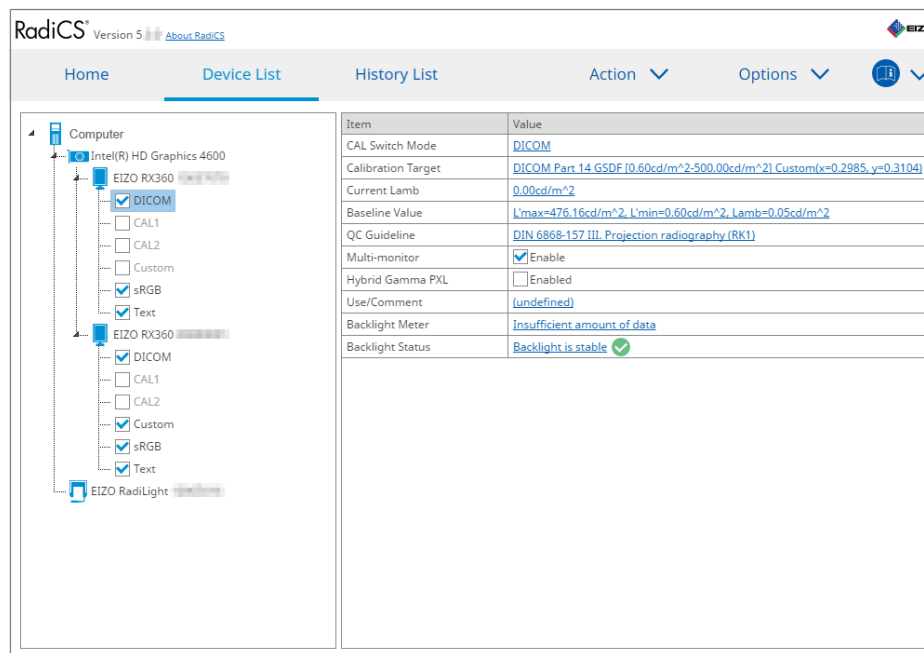 RadiCS® Version 5. About RadiCS EIZ
Home Device List History List Action Options
Computer
Intel(R) HD Graphics 4600
EIZO RX360
DICOM
CAL1
CAL2
Custom
sRGB
Text
EIZO RX360
DICOM
CAL1
CAL2
Custom
sRGB
Text
EIZO RadiLight
Item Value
CAL Switch Mode DICOM
Calibration Target DICOM Part 14 GSDF [0.60cd/m^2-500.00cd/m^2] Custom(x=0.2985, y=0.3104)
Current Lamb 0.00cd/m^2
Baseline Value L'max=476.16cd/m^2, L'min=0.60cd/m^2, Lamb=0.05cd/m^2
QC Guideline DIN 6868-157 III. Projection radiography (RK1)
Multi-monitor Enable
Hybrid Gamma PXL Enabled
Use/Comment (undefined)
Backlight Meter Insufficient amount of data
Backlight Status Backlight is stable